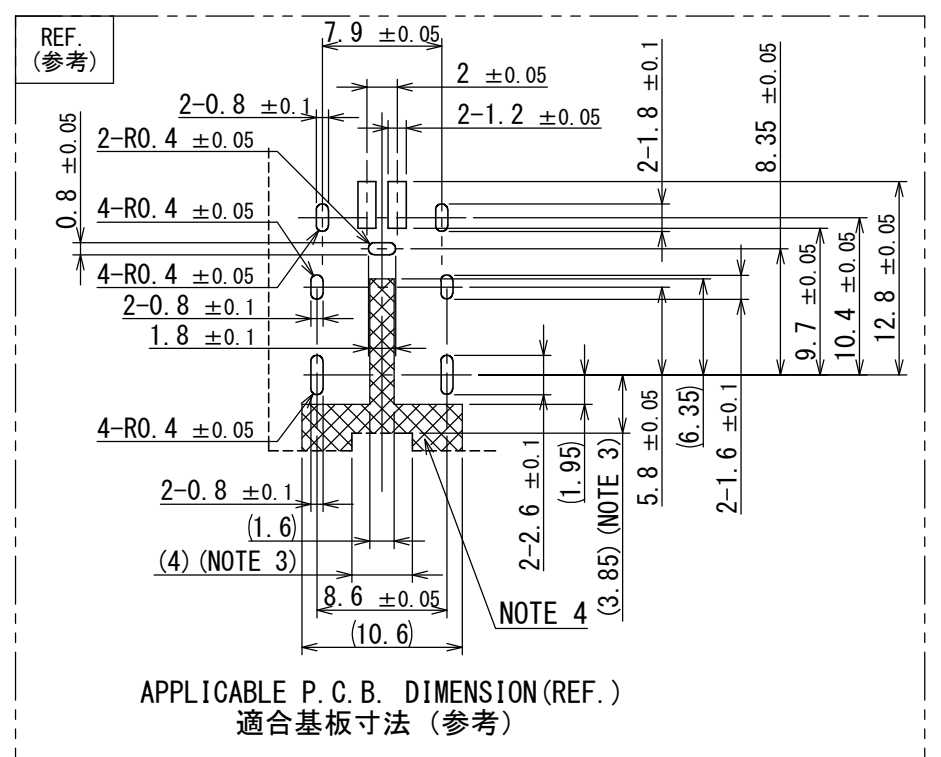 REF.
(参考)
7.9 ±0.05
2 ±0.05
2-0.8 ±0.1
2-1.2 ±0.05
2-R0.4 ±0.05
0.8 ±0.05
4-R0.4 ±0.05
4-R0.4 ±0.05
2-0.8 ±0.1
1.8 ±0.1
4-R0.4 ±0.05
2-0.8 ±0.1
(1.6)
(4)(NOTE 3)
8.6 ±0.05
(10.6)
2-1.8 ±0.1
8.35 ±0.05
9.7 ±0.05
10.4 ±0.05
12.8 ±0.05
2-2.6 ±0.1
(1.95)
(3.85)(NOTE 3)
5.8 ±0.05
(6.35)
2-1.6 ±0.1
NOTE 4
APPLICABLE P.C.B. DIMENSION(REF.)
適合基板寸法 (参考)